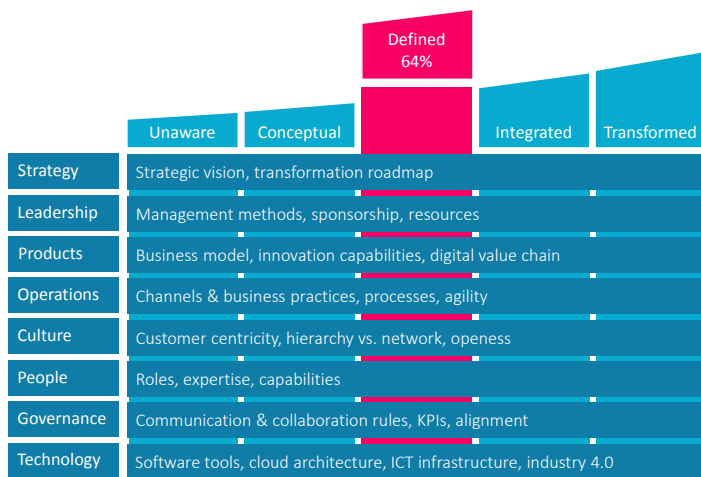 Defined
64%
Unaware
Conceptual
Integrated
Transformed
Strategy
Strategic vision, transformation roadmap
Leadership
Management methods, sponsorship, resources
Products
Business model, innovation capabilities, digital value chain
Operations
Channels & business practices, processes, agility
Culture
Customer centricity, hierarchy vs. network, openess
People
Roles, expertise, capabilities
Governance
Communication & collaboration rules, KPIs, alignment
Technology
Software tools, cloud architecture, ICT infrastructure, industry 4.0